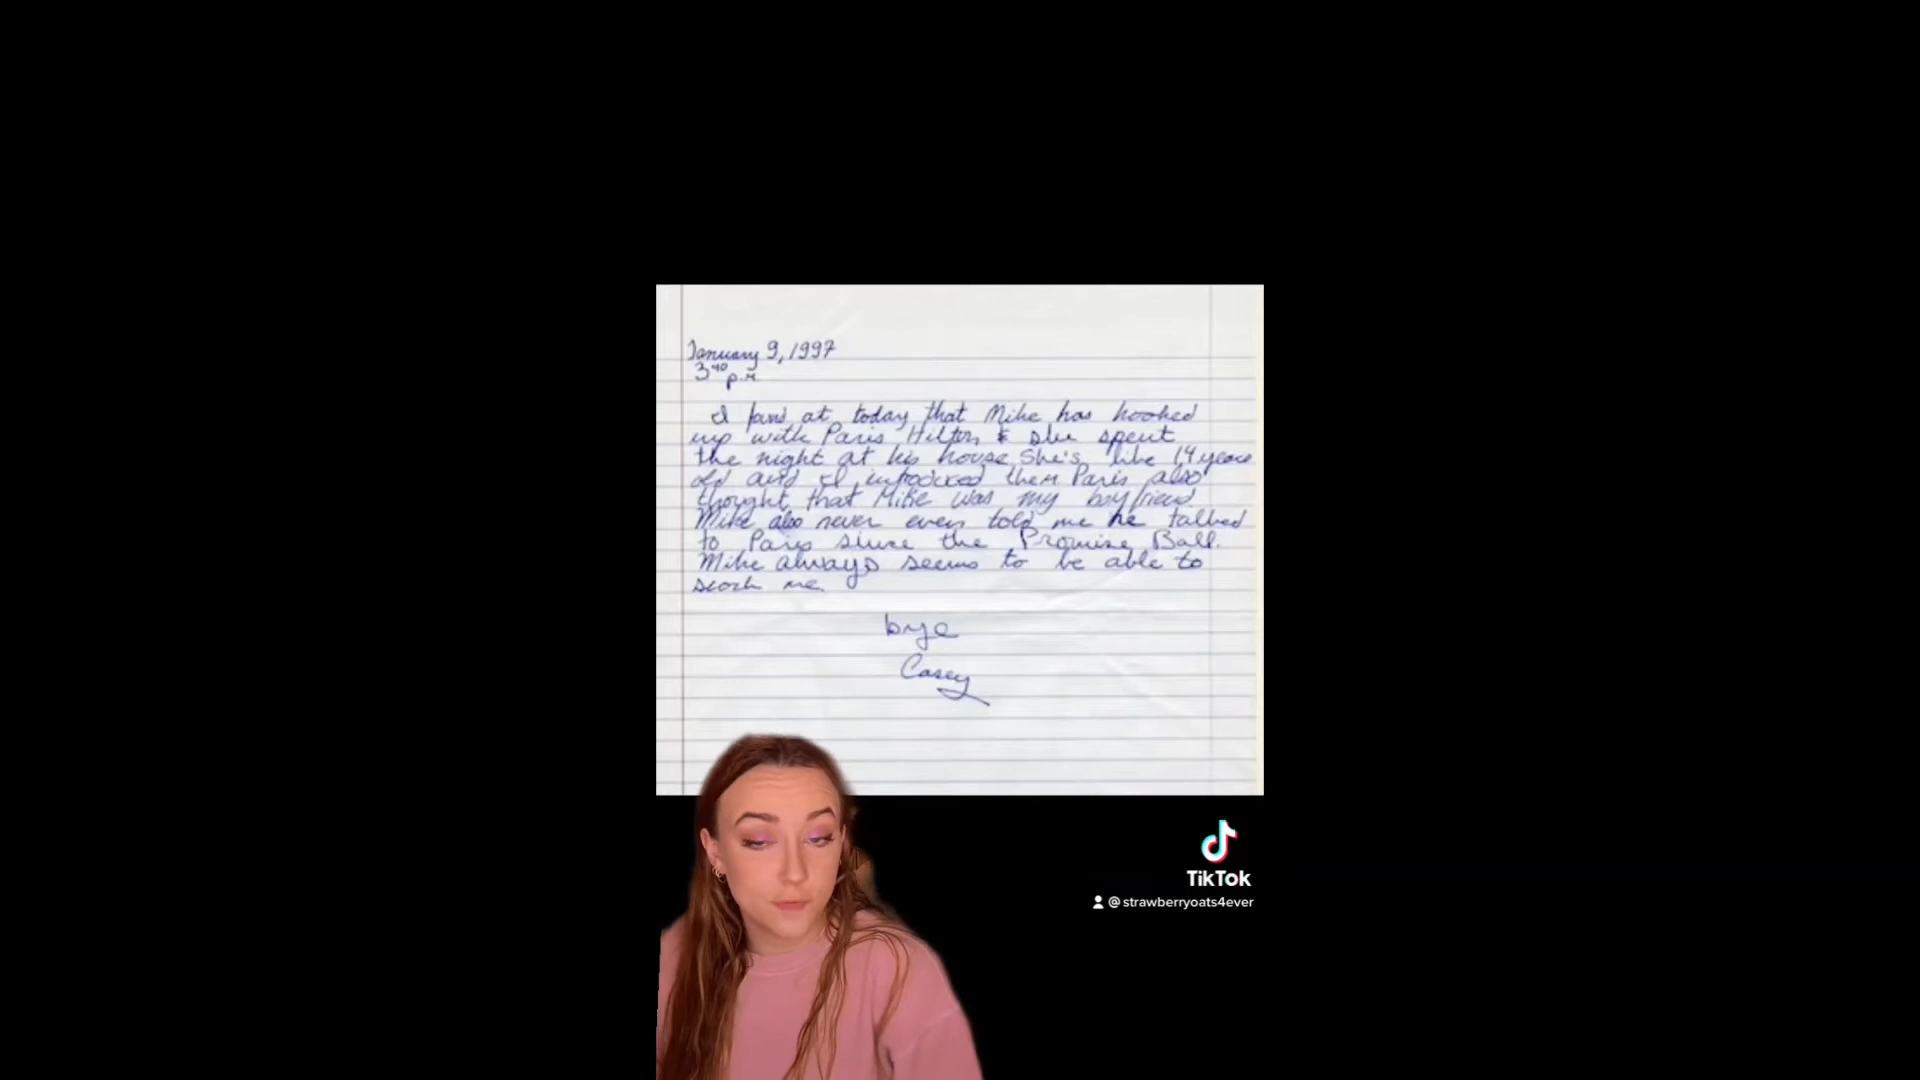 January 9, 1997
3:40 p.m.
I found out today that Mike has hooked
up with Paris Hilton & she spent
the night at his house. She's like 14 years
old and I introduced them. Paris also
thought that Mike was my boyfriend.
Mike also never even told me he talked
to Paris since the Promise Ball.
Mike always seems to be able to
me.
bye
Casey
TikTok
@strawberryoats4ever